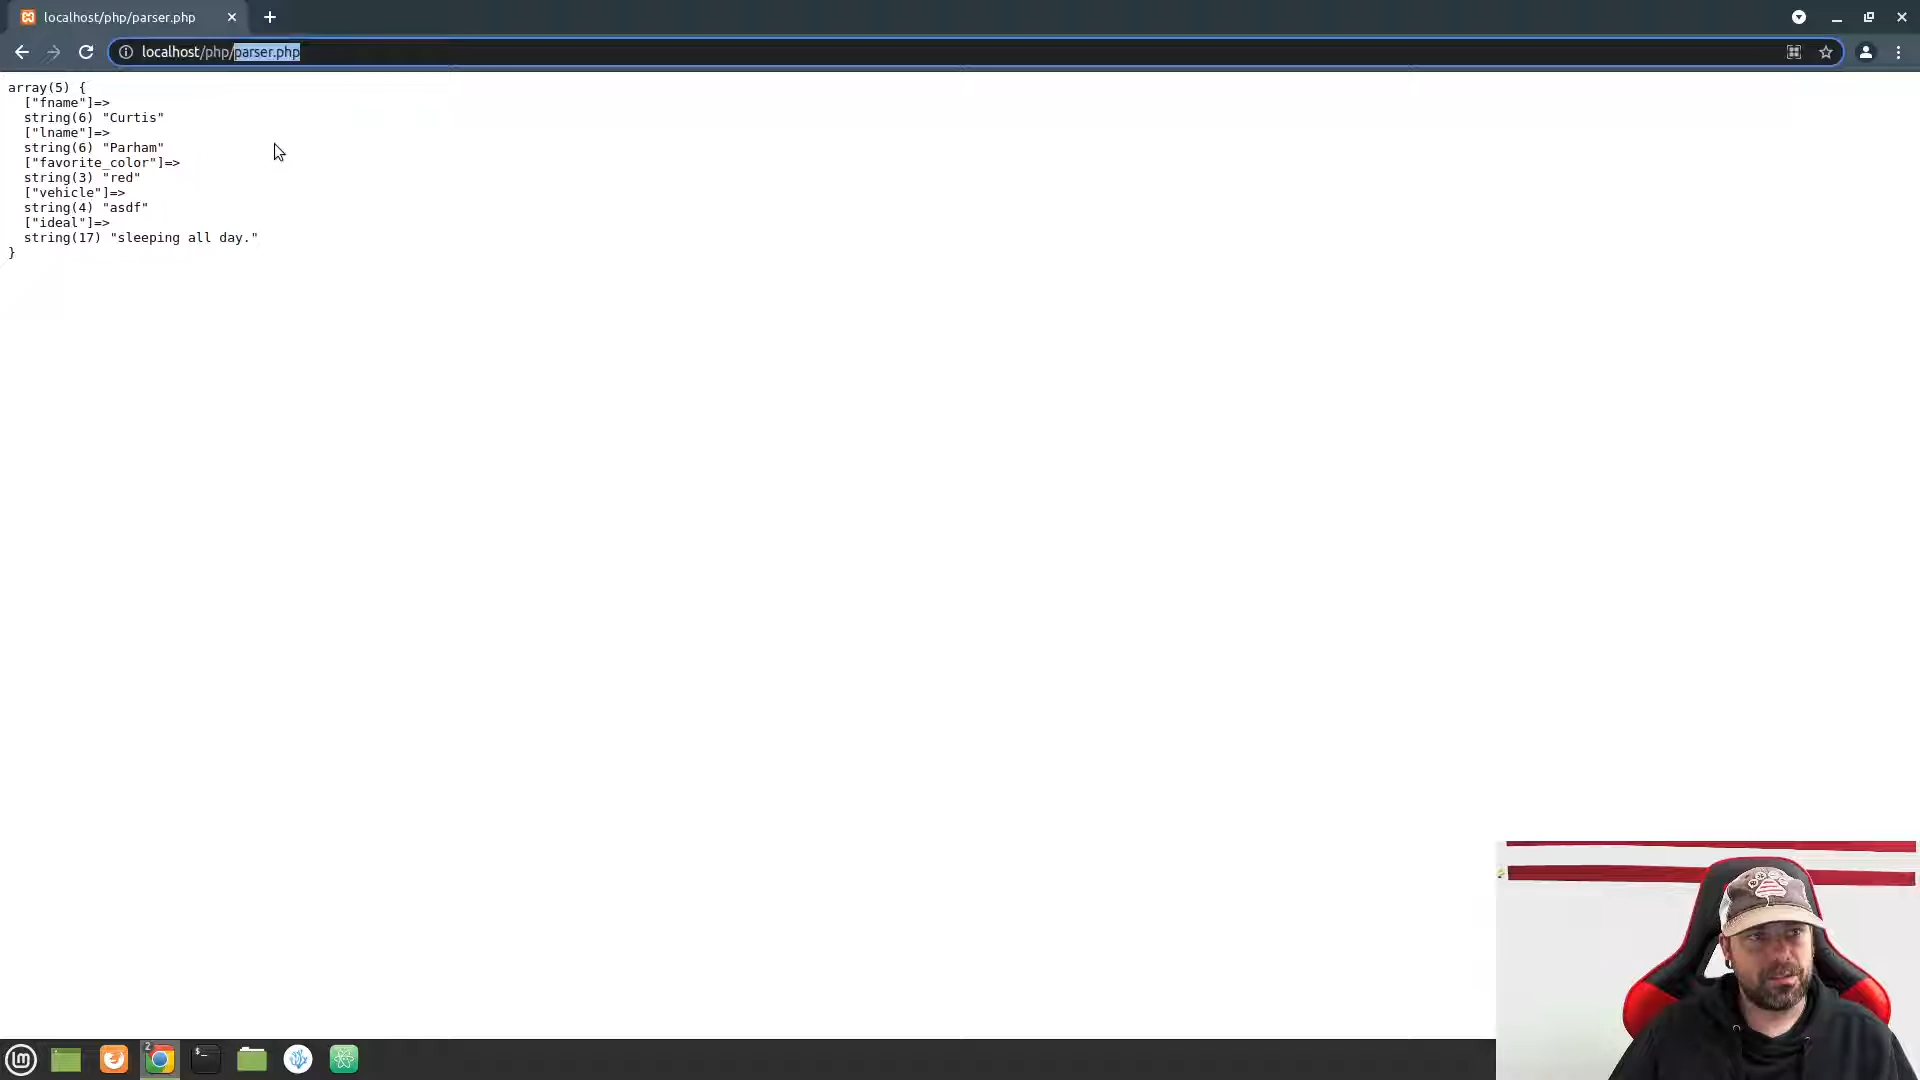 localhost/php/parser.php
localhost/php/parser.php
array(5) {
["fname"]=>
string(6) "Curtis"
["lname"]=>
string(6) "Parham"
["favorite_color"]=>
string(3) "red"
["vehicle"]=>
string(4) "asdf"
["ideal"]=>
string(17) "sleeping all day."
}
2
$_